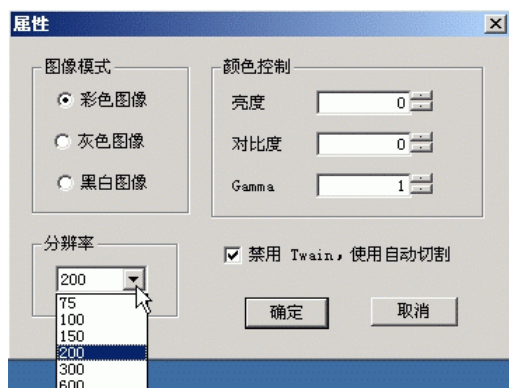 属性
图像模式
彩色图像
灰色图像
黑白图像
颜色控制
亮度 0
对比度 0
Gamma 1
分辨率
200
75
100
150
200
300
600
禁用 Twain，使用自动切割
确定
取消